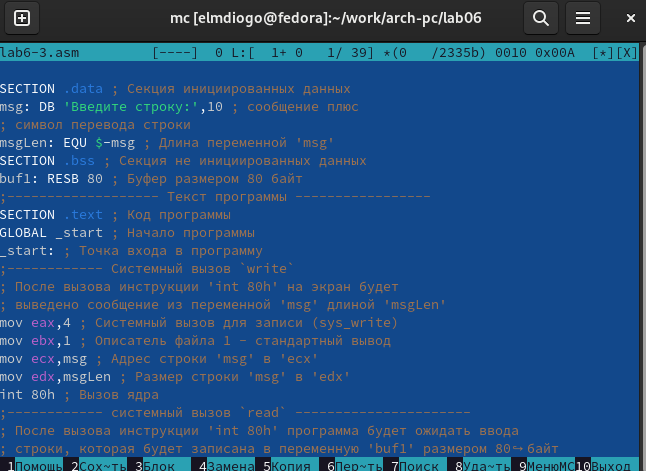 mc [elmdiogo@fedora]:~/work/arch-pc/lab06
lab6-3.asm [----] 0 L:[ 1+ 0 1/ 39] *(0 /2335b) 0010 0x00A [*][X]
SECTION .data ; Секция инициированных данных
msg: DB 'Введите строку:',10 ; сообщение плюс
; символ перевода строки
msgLen: EQU $-msg ; Длина переменной 'msg'
SECTION .bss ; Секция не инициированных данных
buf1: RESB 80 ; Буфер размером 80 байт
;------------------- Текст программы -----------------
SECTION .text ; Код программы
GLOBAL _start ; Начало программы
_start: ; Точка входа в программу
;------------ Cистемный вызов `write`
; После вызова инструкции 'int 80h' на экран будет
; выведено сообщение из переменной 'msg' длиной 'msgLen'
mov eax,4 ; Системный вызов для записи (sys_write)
mov ebx,1 ; Описатель файла 1 - стандартный вывод
mov ecx,msg ; Адрес строки 'msg' в 'ecx'
mov edx,msgLen ; Размер строки 'msg' в 'edx'
int 80h ; Вызов ядра
;------------ системный вызов `read` ----------------------
; После вызова инструкции 'int 80h' программа будет ожидать ввода
; строки, которая будет записана в переменную 'buf1' размером 80↪байт
1Помощь 2Сох~ть 3Блок 4Замена 5Копия 6Пер~ть 7Поиск 8Уда~ть 9МенюMC 10Выход